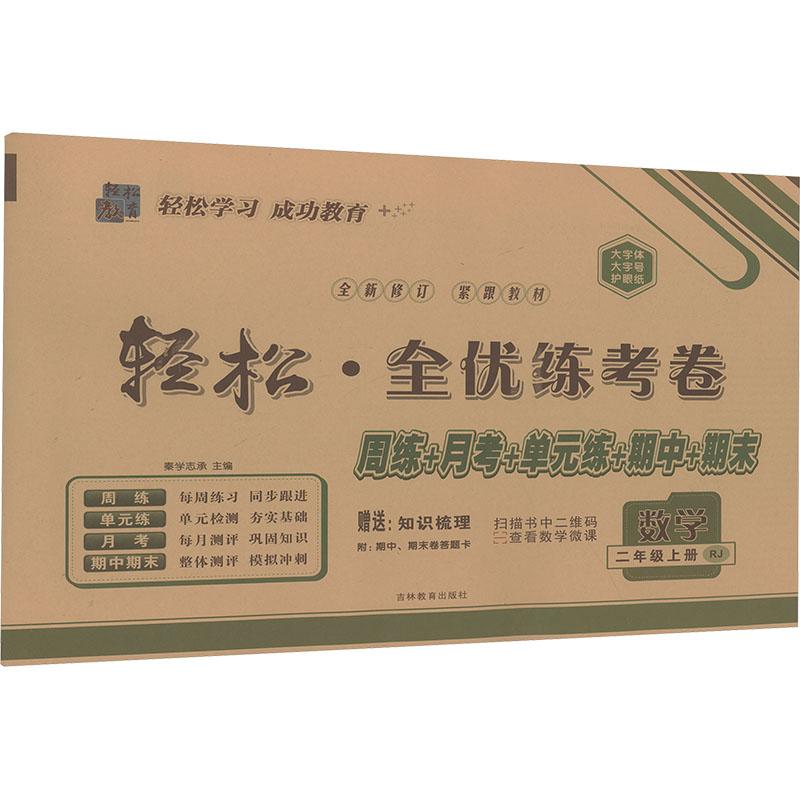 轻松教育
轻松学习 成功教育
大字体
大字号
护眼纸
全新修订 紧跟教材
轻松·全优练考卷
周练+月考+单元练+期中+期末
秦学志承 主编
周练 每周练习 同步跟进
单元练 单元检测 夯实基础
月考 每月测评 巩固知识
期中期末 整体测评 模拟冲刺
赠送：知识梳理
附：期中、期末卷答题卡
扫描书中二维码
查看数学微课
数学
二年级上册 RJ
吉林教育出版社